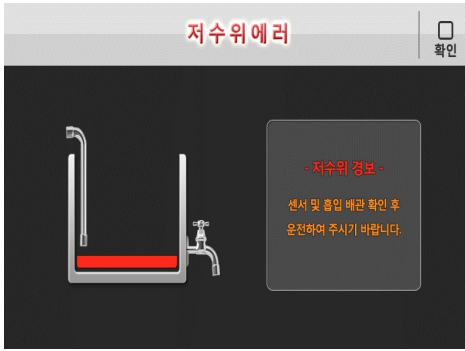 저수위에러
확인
- 저수위 경보 -
센서 및 흡입 배관 확인 후
운전하여 주시기 바랍니다.